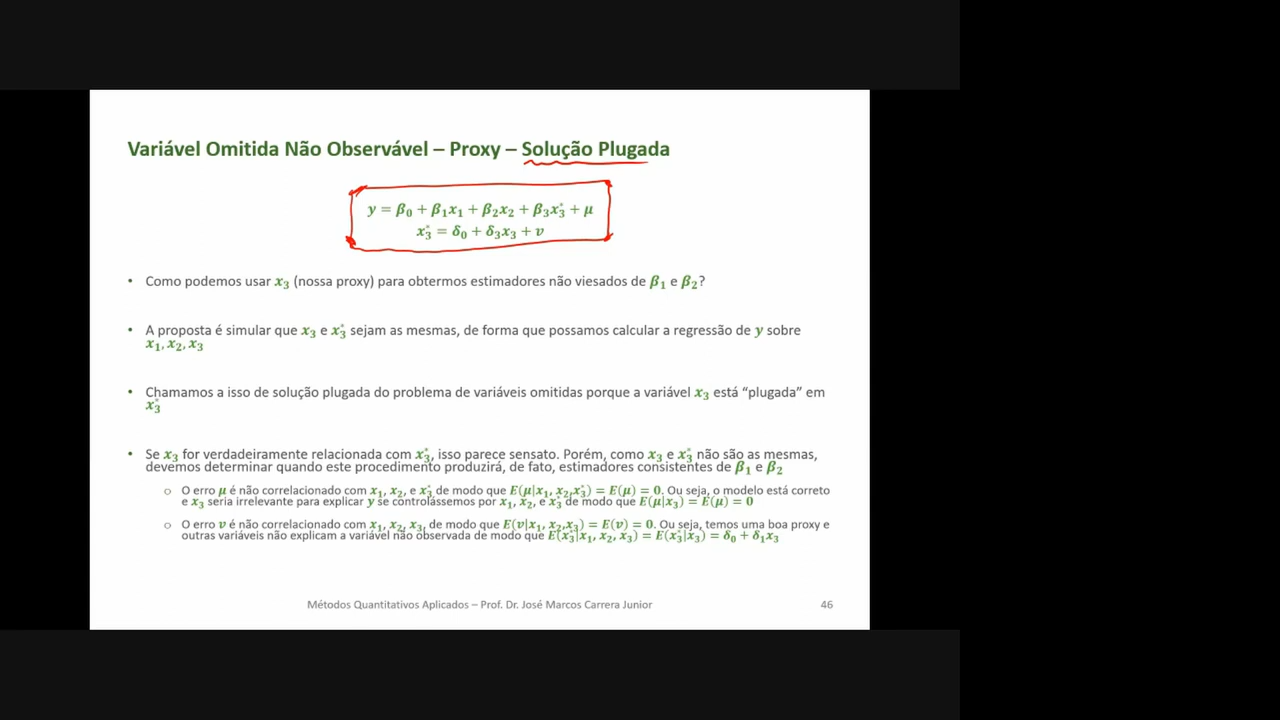 Variável Omitida Não Observável – Proxy – Solução Plugada
y = β₀ + β₁x₁ + β₂x₂ + β₃x₃* + μ
x₃* = δ₀ + δ₃x₃ + v
• Como podemos usar x₃ (nossa proxy) para obtermos estimadores não viesados de β₁ e β₂?
• A proposta é simular que x₃ e x₃* sejam as mesmas, de forma que possamos calcular a regressão de y sobre
x₁, x₂, x₃
• Chamamos a isso de solução plugada do problema de variáveis omitidas porque a variável x₃ está “plugada” em
x₃*
• Se x₃ for verdadeiramente relacionada com x₃*, isso parece sensato. Porém, como x₃ e x₃* não são as mesmas,
devemos determinar quando este procedimento produzirá, de fato, estimadores consistentes de β₁ e β₂
○ O erro μ é não correlacionado com x₁, x₂, e x₃* de modo que E(μ|x₁, x₂,x₃*) = E(μ) = 0. Ou seja, o modelo está correto
e x₃ seria irrelevante para explicar y se controlássemos por x₁, x₂, e x₃* de modo que E(μ|x₃) = E(μ) = 0
○ O erro v é não correlacionado com x₁, x₂, x₃, de modo que E(v|x₁, x₂,x₃) = E(v) = 0. Ou seja, temos uma boa proxy e
outras variáveis não explicam a variável não observada de modo que E(x₃*|x₁, x₂, x₃) = E(x₃*|x₃) = δ₀ + δ₁x₃
Métodos Quantitativos Aplicados – Prof. Dr. José Marcos Carrera Junior
46